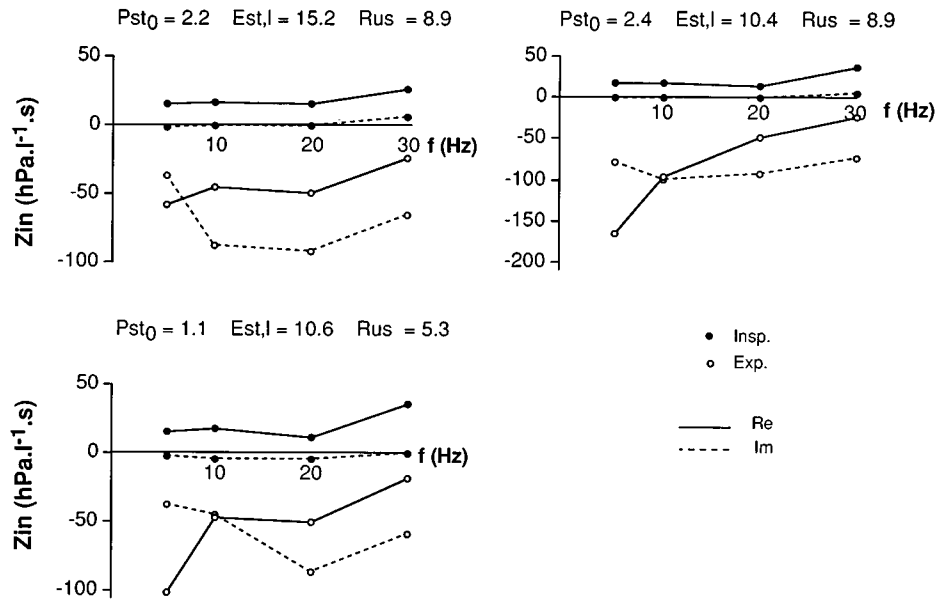 Pst0 = 2.2 Est,I = 15.2 Rus = 8.9
50
0
-50
-100
10
20
30
f (Hz)
Zin (hPa.l-1.s)
Pst0 = 2.4 Est,I = 10.4 Rus = 8.9
50
0
-50
-100
-150
-200
10
20
30
f (Hz)
Pst0 = 1.1 Est,I = 10.6 Rus = 5.3
50
0
-50
-100
10
20
f (Hz)
Zin (hPa.l-1.s)
Insp.
Exp.
Re
Im